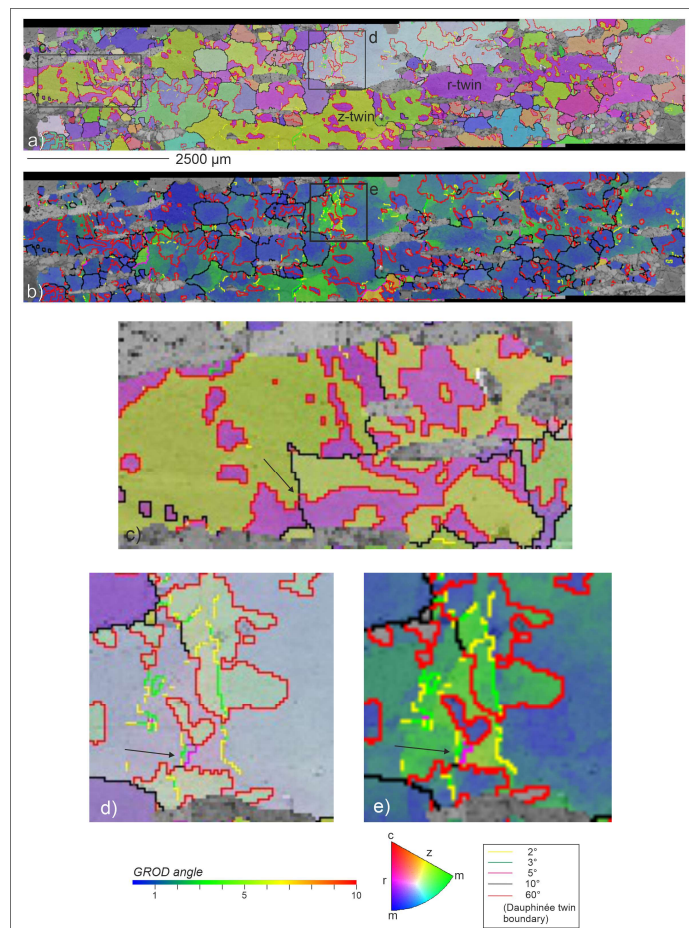 c
d
r-twin
z-twin
a)
2500 µm
e
b)
c)
d)
e)
GROD angle
1 5 10
c
z
r
m
m
2°
3°
5°
10°
60°
(Dauphinée twin
boundary)